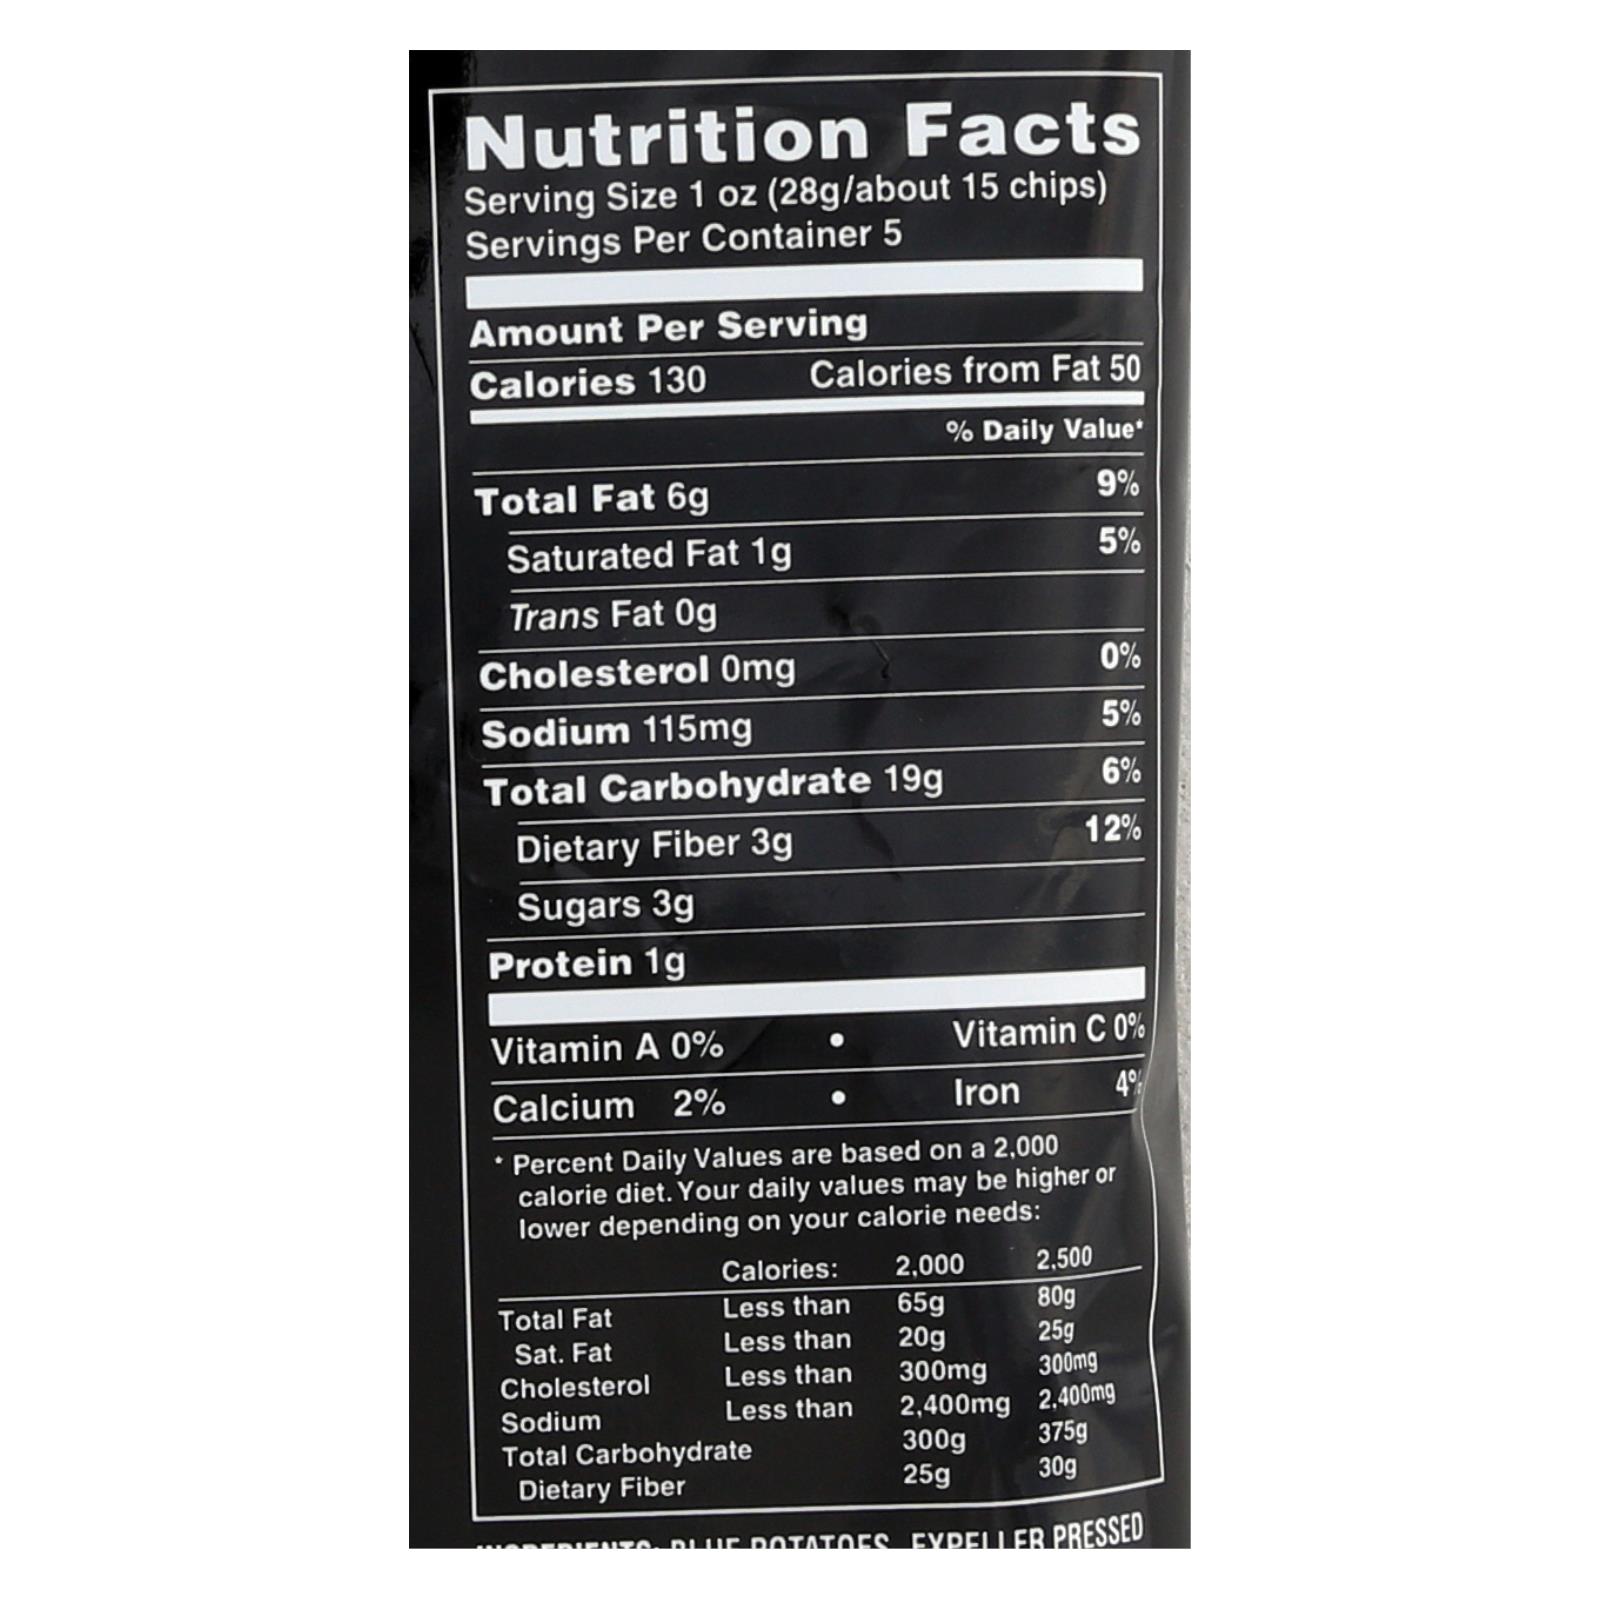 Nutrition Facts
Serving Size 1 oz (28g/about 15 chips)
Servings Per Container 5
Amount Per Serving
Calories 130 Calories from Fat 50
% Daily Value*
Total Fat 6g 9%
Saturated Fat 1g 5%
Trans Fat 0g
Cholesterol 0mg 0%
Sodium 115mg 5%
Total Carbohydrate 19g 6%
Dietary Fiber 3g 12%
Sugars 3g
Protein 1g
Vitamin A 0% • Vitamin C 0%
Calcium 2% • Iron 4%
* Percent Daily Values are based on a 2,000
calorie diet. Your daily values may be higher or
lower depending on your calorie needs:
Calories: 2,000 2,500
Total Fat Less than 65g 80g
Sat. Fat Less than 20g 25g
Cholesterol Less than 300mg 300mg
Sodium Less than 2,400mg 2,400mg
Total Carbohydrate 300g 375g
Dietary Fiber 25g 30g
INGREDIENTS: BLUE POTATOES, EXPELLER PRESSED